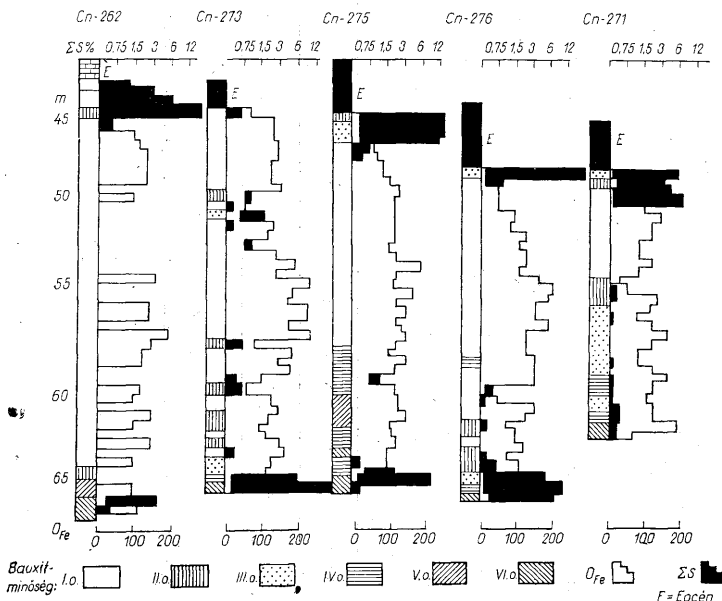 Cn-262 Cn-273 Cn-275 Cn-276 Cn-271
ΣS% 0,75 1,5 3 6 12 0,75 1,5 3 6 12 0,75 1,5 3 6 12 0,75 1,5 3 6 12 0,75 1,5 3 6 12
E
E E
m
45 E E
50
55
60
65
O_Fe 0 100 200 0 100 200 0 100 200 0 100 200 0 100 200
Bauxit-
minőség: I.o. II.o. III.o. IV.o. V.o. VI.o. O_Fe ΣS
E = Eocén